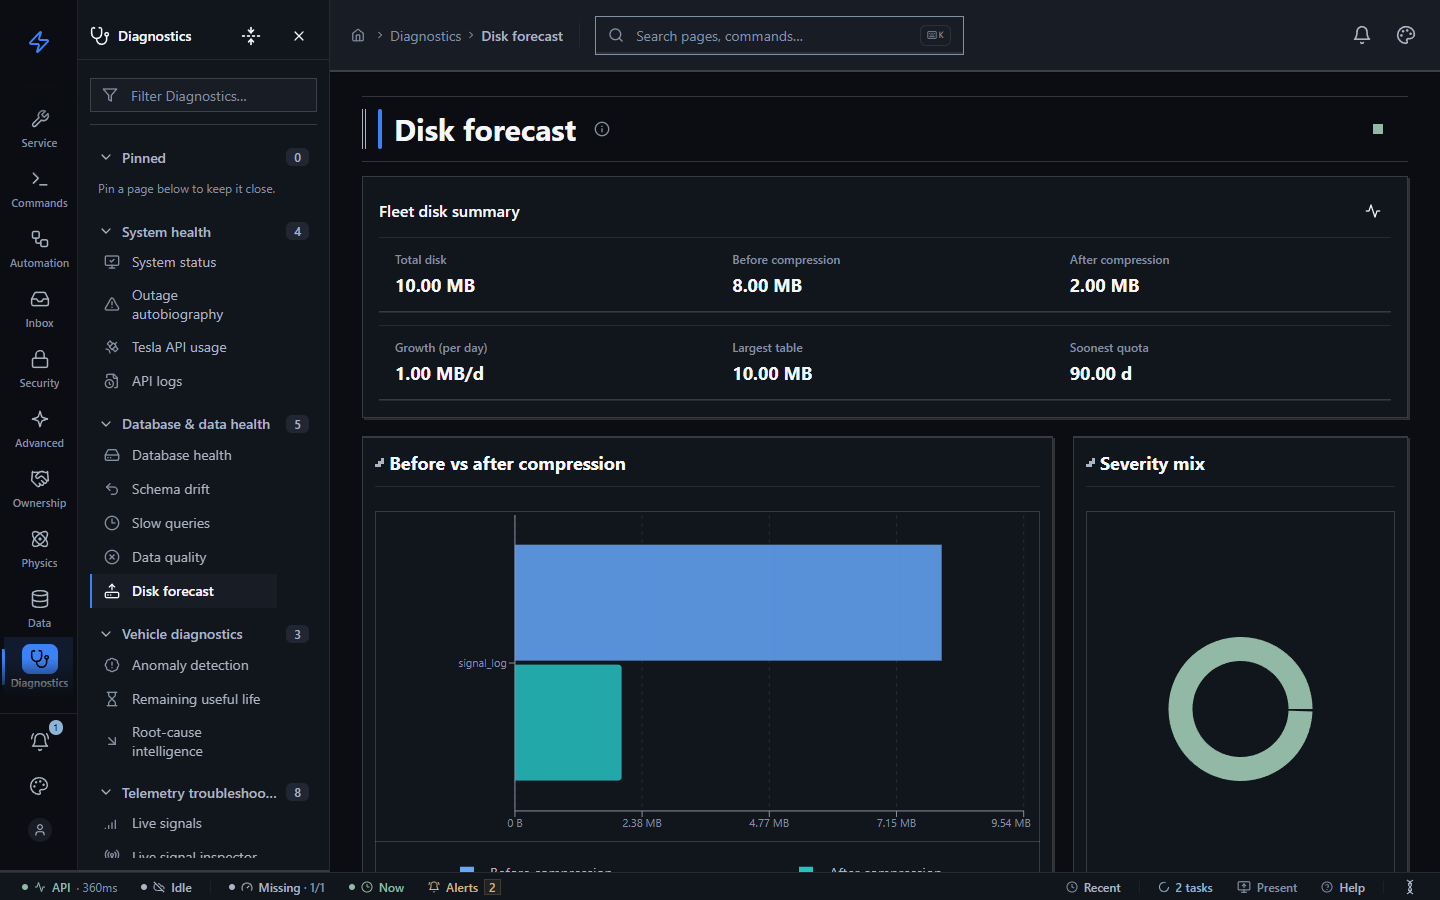 Diagnostics
Diagnostics
Disk forecast
Search pages, commands...
K
Service
Commands
Automation
Inbox
Security
Advanced
Ownership
Physics
Data
Diagnostics
1
Filter Diagnostics...
Pinned
0
Pin a page below to keep it close.
System health
4
System status
Outage
autobiography
Tesla API usage
API logs
Database & data health
5
Database health
Schema drift
Slow queries
Data quality
Disk forecast
Vehicle diagnostics
3
Anomaly detection
Remaining useful life
Root-cause
intelligence
Telemetry troubleshoo...
8
Live signals
Live signal inspector
Disk forecast
Fleet disk summary
Total disk
10.00 MB
Before compression
8.00 MB
After compression
2.00 MB
Growth (per day)
1.00 MB/d
Largest table
10.00 MB
Soonest quota
90.00 d
Before vs after compression
signal_log
0 B
2.38 MB
4.77 MB
7.15 MB
9.54 MB
Before compression
After compression
Severity mix
API · 360ms
Idle
Missing · 1/1
Now
Alerts 2
Recent
2 tasks
Present
Help